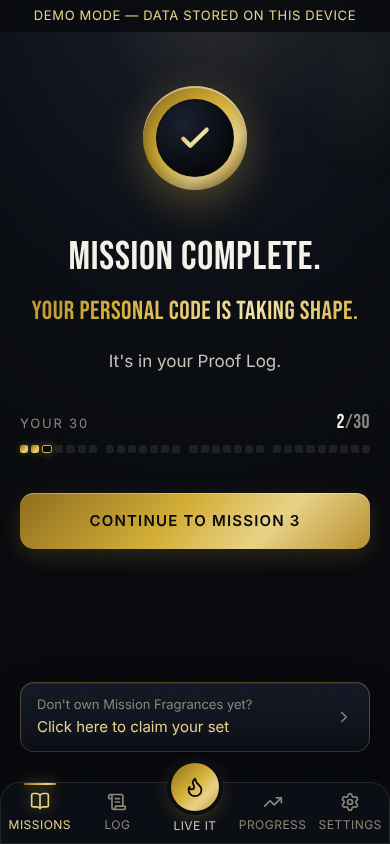 DEMO MODE — DATA STORED ON THIS DEVICE
MISSION COMPLETE.
YOUR PERSONAL CODE IS TAKING SHAPE.
It's in your Proof Log.
YOUR 30
2/30
CONTINUE TO MISSION 3
Don't own Mission Fragrances yet?
Click here to claim your set
MISSIONS
LOG
LIVE IT
PROGRESS
SETTINGS